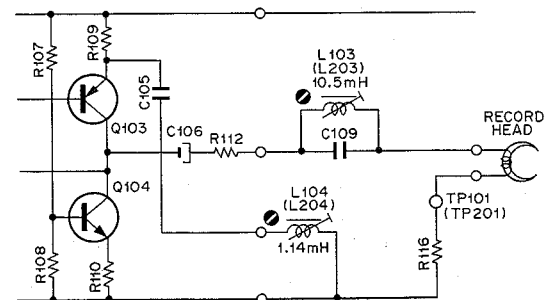 R107
R109
C105
Q103
C106
R112
L103
(L203)
10.5mH
C109
RECORD
HEAD
Q104
L104
(L204)
1.14mH
TP101
(TP201)
R108
R110
R116